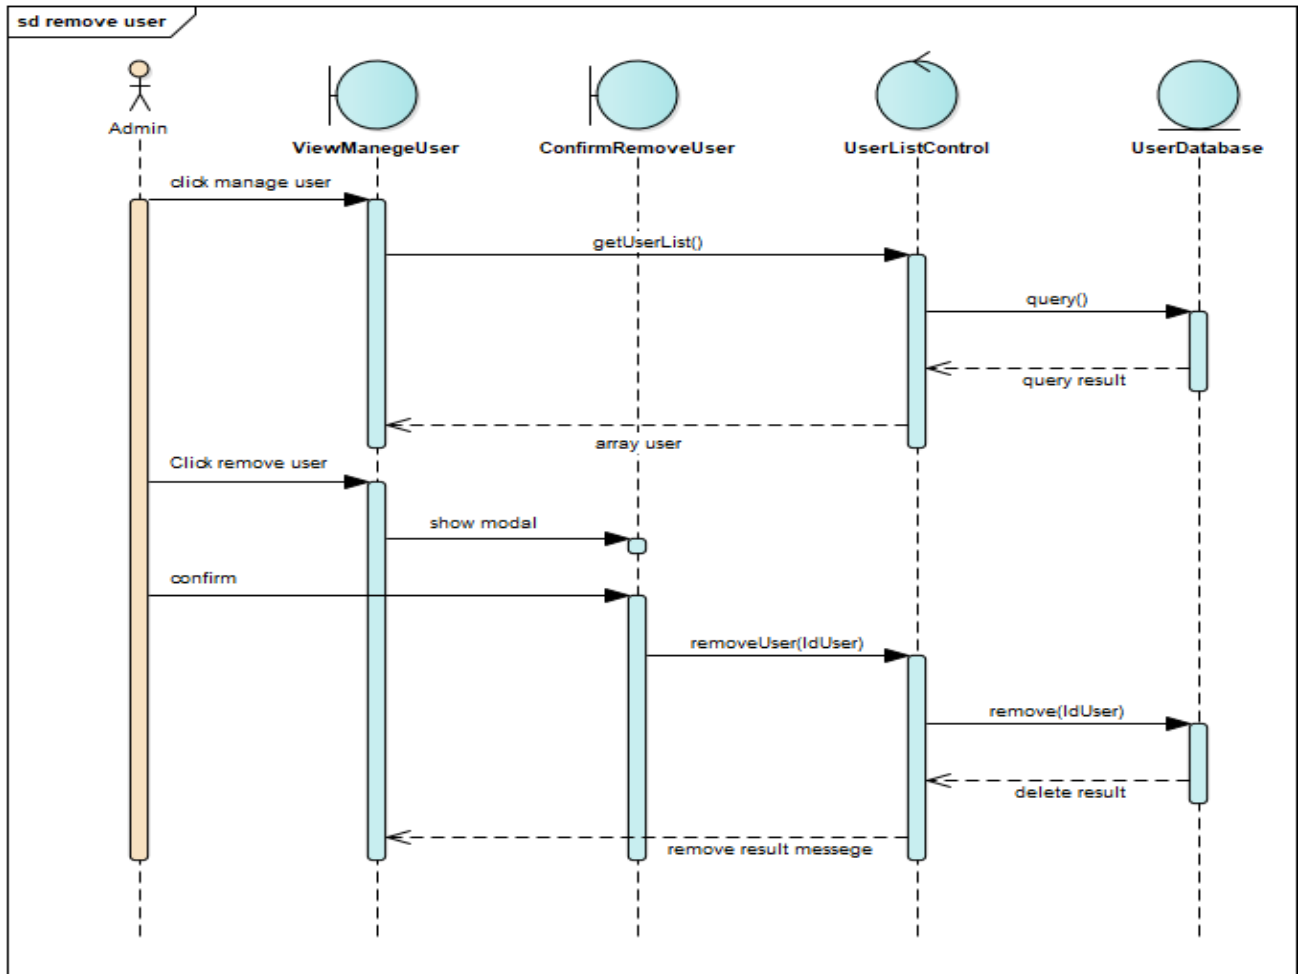 sd remove user
Admin
ViewManegeUser
ConfirmRemoveUser
UserListControl
UserDatabase
click manage user
getUserList()
query()
query result
array user
Click remove user
show modal
confirm
removeUser(IdUser)
remove(IdUser)
delete result
remove result messege